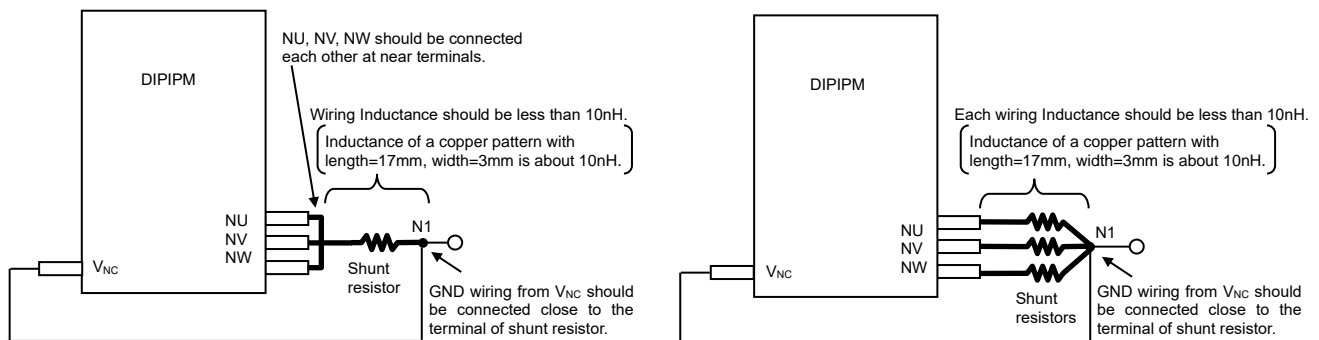 NU, NV, NW should be connected
each other at near terminals.
DIPIPM
Wiring Inductance should be less than 10nH.
Inductance of a copper pattern with
length=17mm, width=3mm is about 10nH.
NU
NV
NW
N1
VNC
Shunt
resistor
GND wiring from VNC should
be connected close to the
terminal of shunt resistor.
DIPIPM
Each wiring Inductance should be less than 10nH.
Inductance of a copper pattern with
length=17mm, width=3mm is about 10nH.
NU
NV
NW
N1
VNC
Shunt
resistors
GND wiring from VNC should
be connected close to the
terminal of shunt resistor.